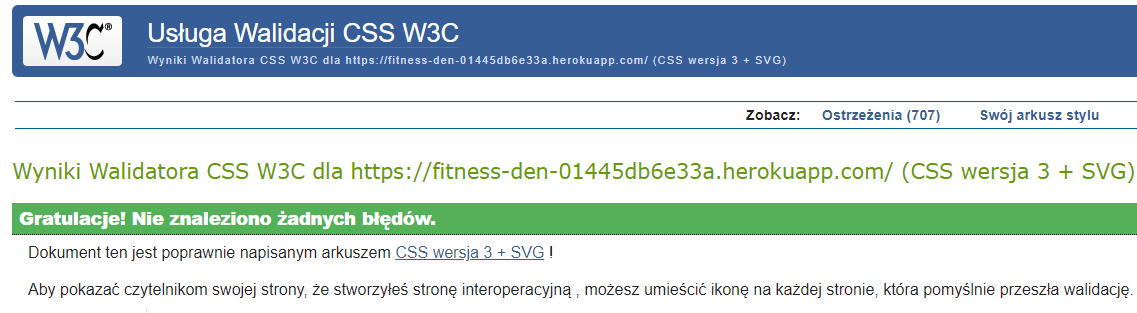 W3C®
Usługa Walidacji CSS W3C
Wyniki Walidatora CSS W3C dla https://fitness-den-01445db6e33a.herokuapp.com/ (CSS wersja 3 + SVG)
Zobacz: Ostrzeżenia (707) Swój arkusz stylu
Wyniki Walidatora CSS W3C dla https://fitness-den-01445db6e33a.herokuapp.com/ (CSS wersja 3 + SVG)
Gratulacje! Nie znaleziono żadnych błędów.
Dokument ten jest poprawnie napisanym arkuszem CSS wersja 3 + SVG !
Aby pokazać czytelnikom swojej strony, że stworzyłeś stronę interoperacyjną , możesz umieścić ikonę na każdej stronie, która pomyślnie przeszła walidację.